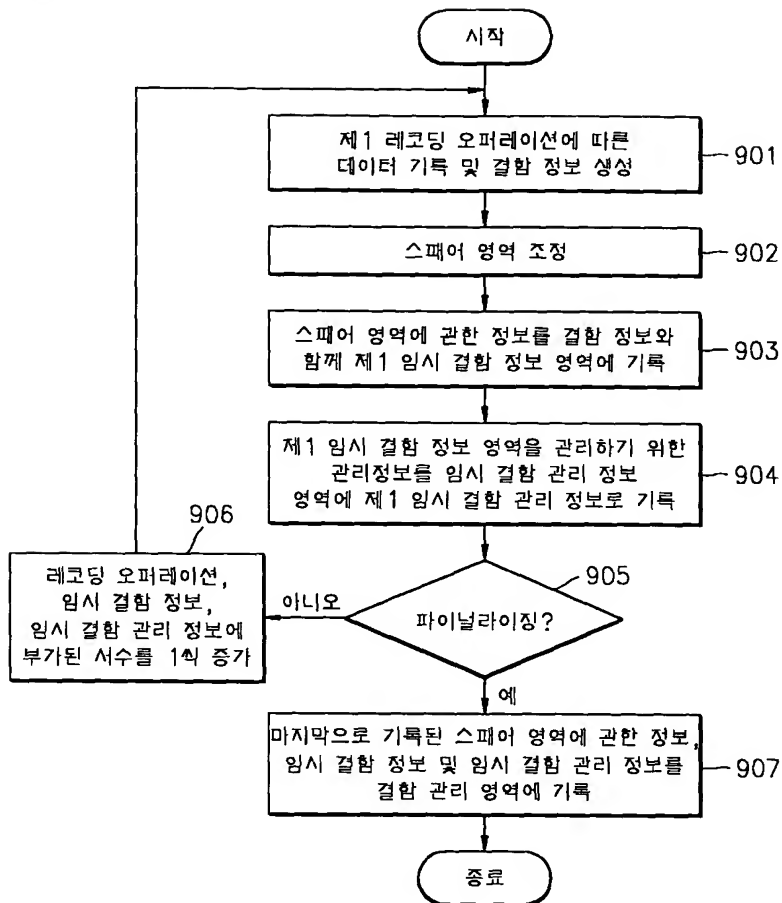 시작
제1 레코딩 오퍼레이션에 따른
데이터 기록 및 결함 정보 생성
901
스패어 영역 조정
902
스패어 영역에 관한 정보를 결함 정보와
함께 제1 임시 결함 정보 영역에 기록
903
제1 임시 결함 정보 영역을 관리하기 위한
관리정보를 임시 결함 관리 정보
영역에 제1 임시 결함 관리 정보로 기록
904
906
레코딩 오퍼레이션,
임시 결함 정보,
임시 결함 관리 정보에
부가된 서수를 1씩 증가
아니오
파이널라이징?
905
예
마지막으로 기록된 스패어 영역에 관한 정보,
임시 결함 정보 및 임시 결함 관리 정보를
결함 관리 영역에 기록
907
종료